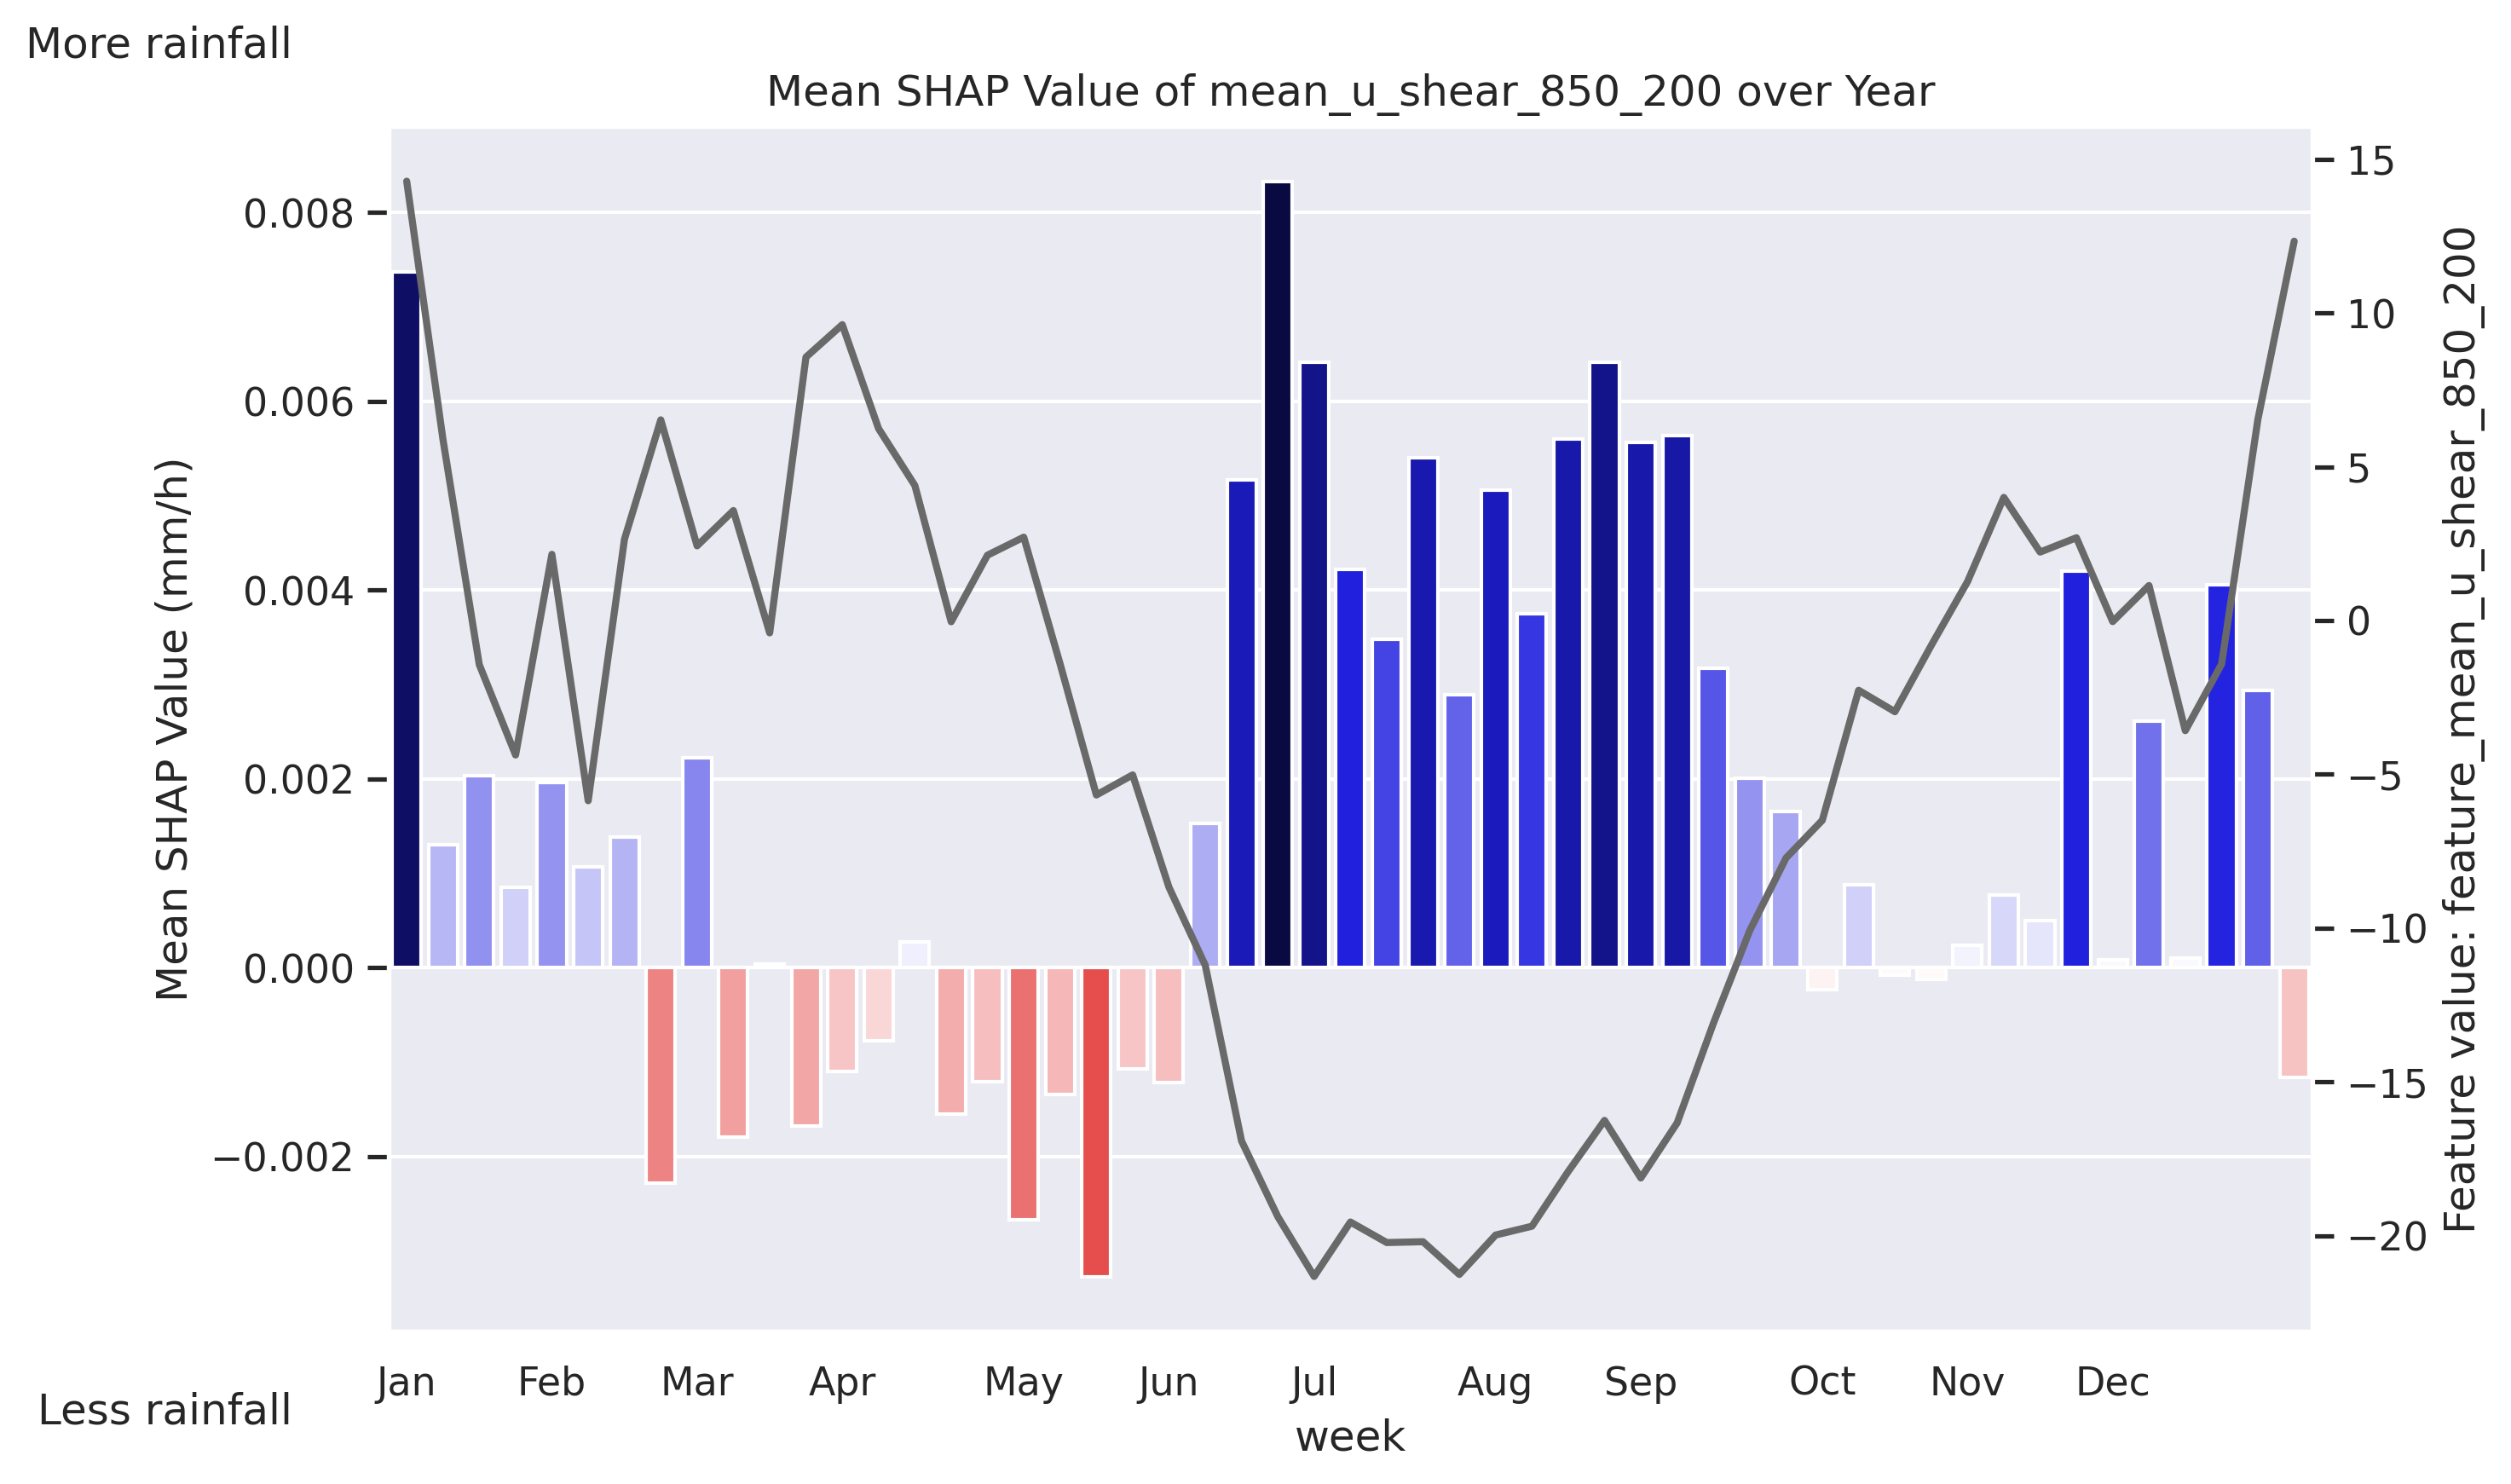 More rainfall
Mean SHAP Value of mean_u_shear_850_200 over Year
Mean SHAP Value (mm/h)
0.008
0.006
0.004
0.002
0.000
−0.002
15
10
5
0
−5
−10
−15
−20
Feature value: feature_mean_u_shear_850_200
Jan Feb Mar Apr May Jun Jul Aug Sep Oct Nov Dec
Less rainfall
week